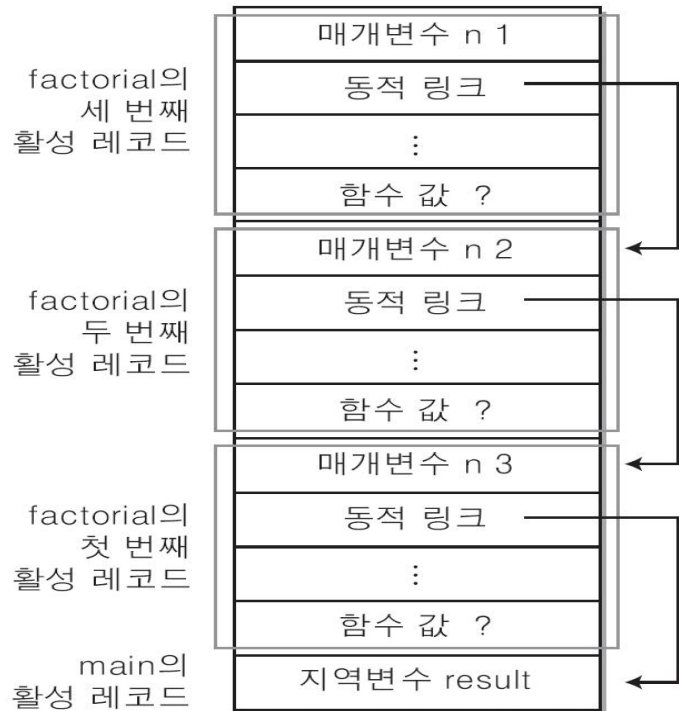 매개변수 n 1
factorial의
세 번째
활성 레코드
동적 링크
⋮
함수 값 ?
매개변수 n 2
factorial의
두 번째
활성 레코드
동적 링크
⋮
함수 값 ?
매개변수 n 3
factorial의
첫 번째
활성 레코드
동적 링크
⋮
함수 값 ?
main의
활성 레코드
지역변수 result